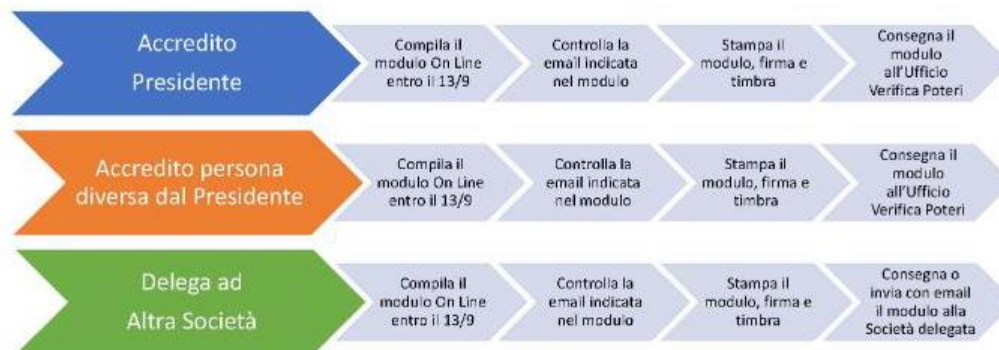 Accredito
Presidente
Compila il
modulo On Line
entro il 13/9
Controlla la
email indicata
nel modulo
Stampa il
modulo, firma e
timbra
Consegna il
modulo
all'Ufficio
Verifica Poteri
Accredito persona
diversa dal Presidente
Compila il
modulo On Line
entro il 13/9
Controlla la
email indicata
nel modulo
Stampa il
modulo, firma e
timbra
Consegna il
modulo
all'Ufficio
Verifica Poteri
Delega ad
Altra Società
Compila il
modulo On Line
entro il 13/9
Controlla la
email indicata
nel modulo
Stampa il
modulo, firma e
timbra
Consegna o
invia con email
il modulo alla
Società delegata